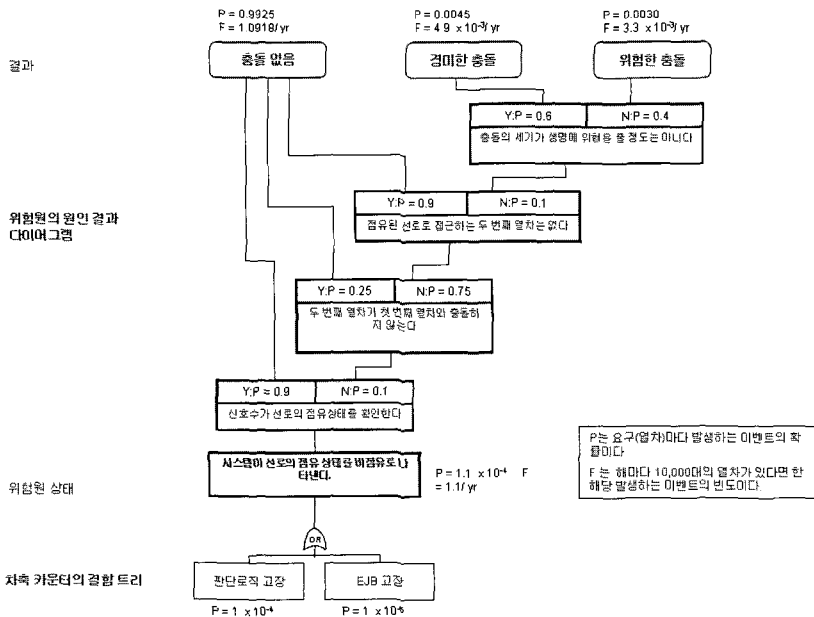 P = 0.9925
F = 1.0918/ yr
P = 0.0045
F = 4.9 x 10⁻³/ yr
P = 0.0030
F = 3.3 x 10⁻³/ yr
결과
충돌 없음
경미한 충돌
위험한 충돌
Y:P = 0.6
N:P = 0.4
충돌의 세기가 생명에 위협을 줄 정도는 아니다
위험원의 원인 결과
다이어그램
Y:P = 0.9
N:P = 0.1
점유된 선로로 접근하는 두 번째 열차는 없다
Y:P = 0.25
N:P = 0.75
두 번째 열차가 첫 번째 열차와 충돌하
지 않는다
Y:P = 0.9
N:P = 0.1
신호수가 선로의 점유상태를 확인한다
시스템이 선로의 점유 상태를 비점유로 나
타낸다.
P = 1.1 x 10⁻⁴ F
= 1.1/ yr
P는 요구(열차)마다 발생하는 이벤트의 확
률이다
F 는 해마다 10,000대의 열차가 있다면 한
해당 발생하는 이벤트의 빈도이다.
위험원 상태
OR
차축 카운터의 결함 트리
판단로직 고장
EJB 고장
P = 1 x 10⁻⁴
P = 1 x 10⁻⁵